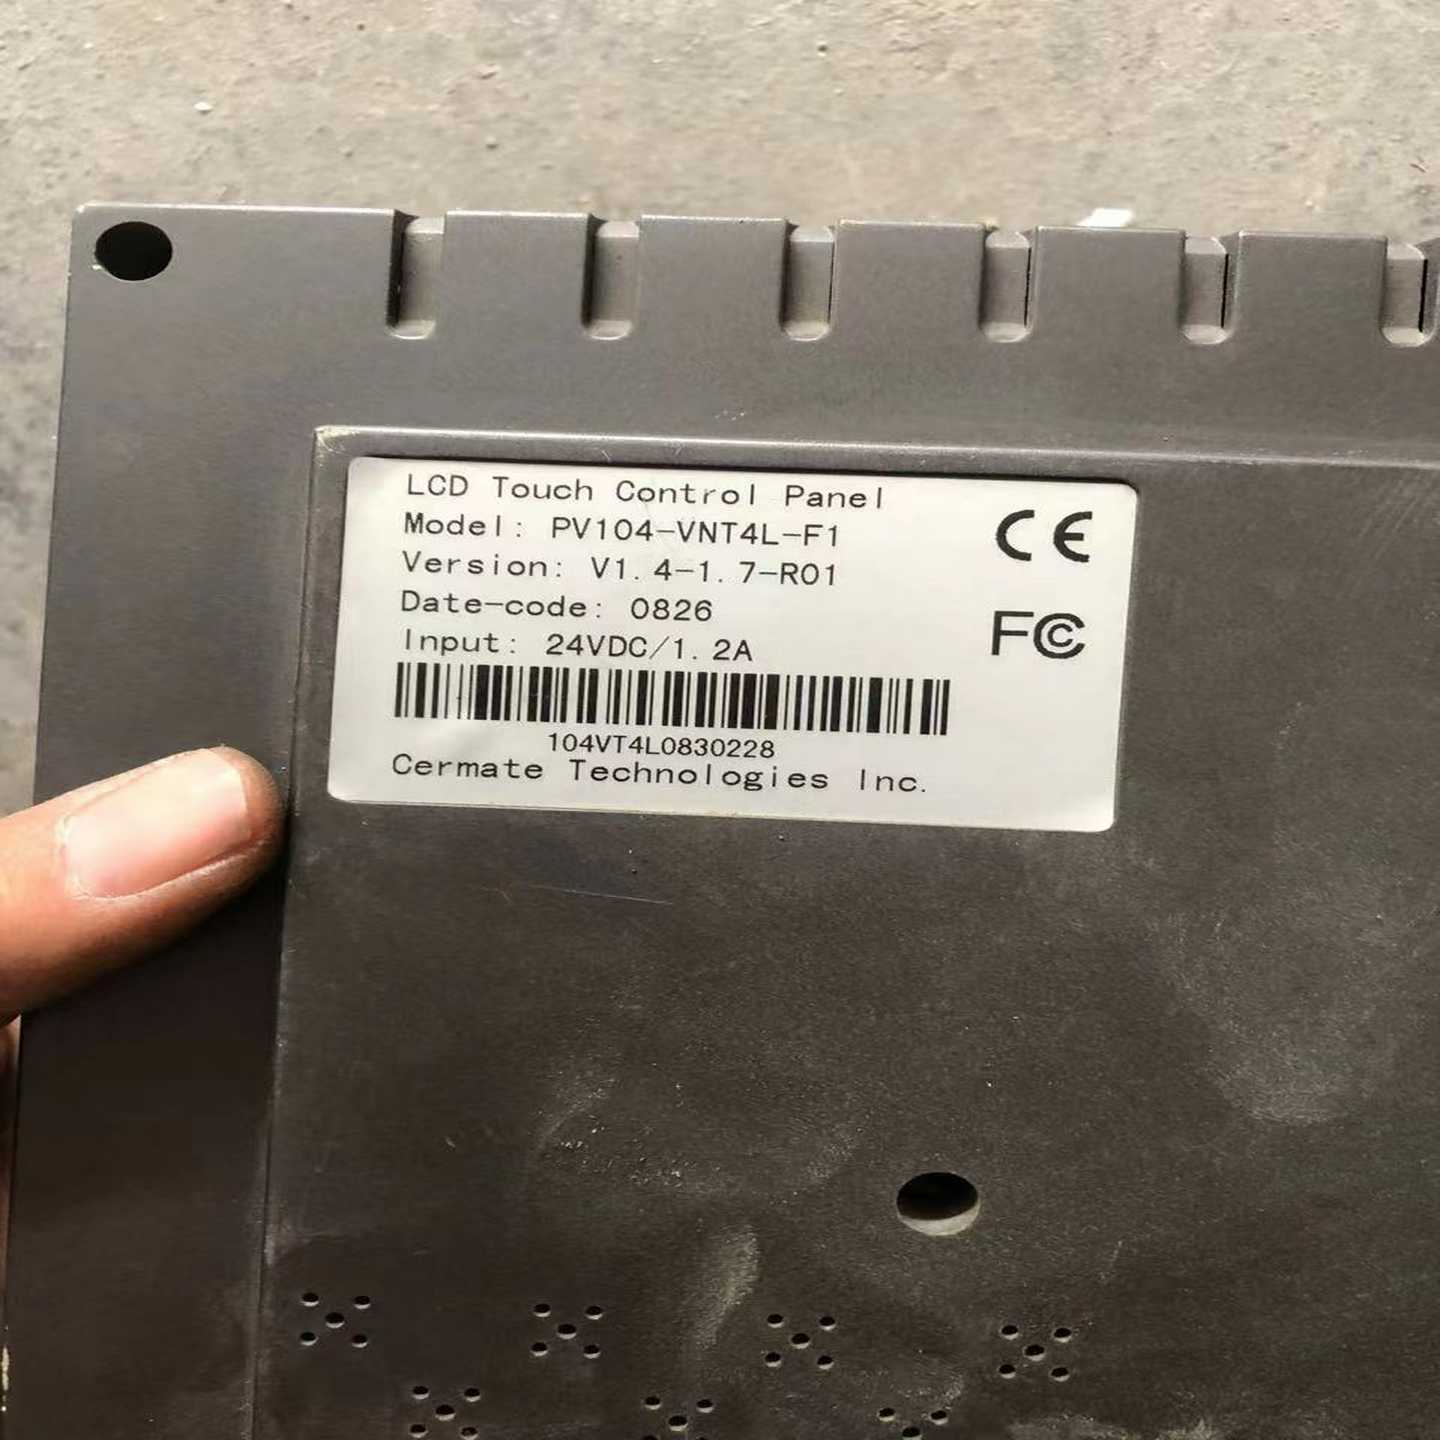 LCD Touch Control Panel
Model: PV104-VNT4L-F1
Version: V1.4-1.7-R01
Date-code: 0826
Input: 24VDC/1.2A
CE
FC
104VT4L0830228
Cermate Technologies Inc.